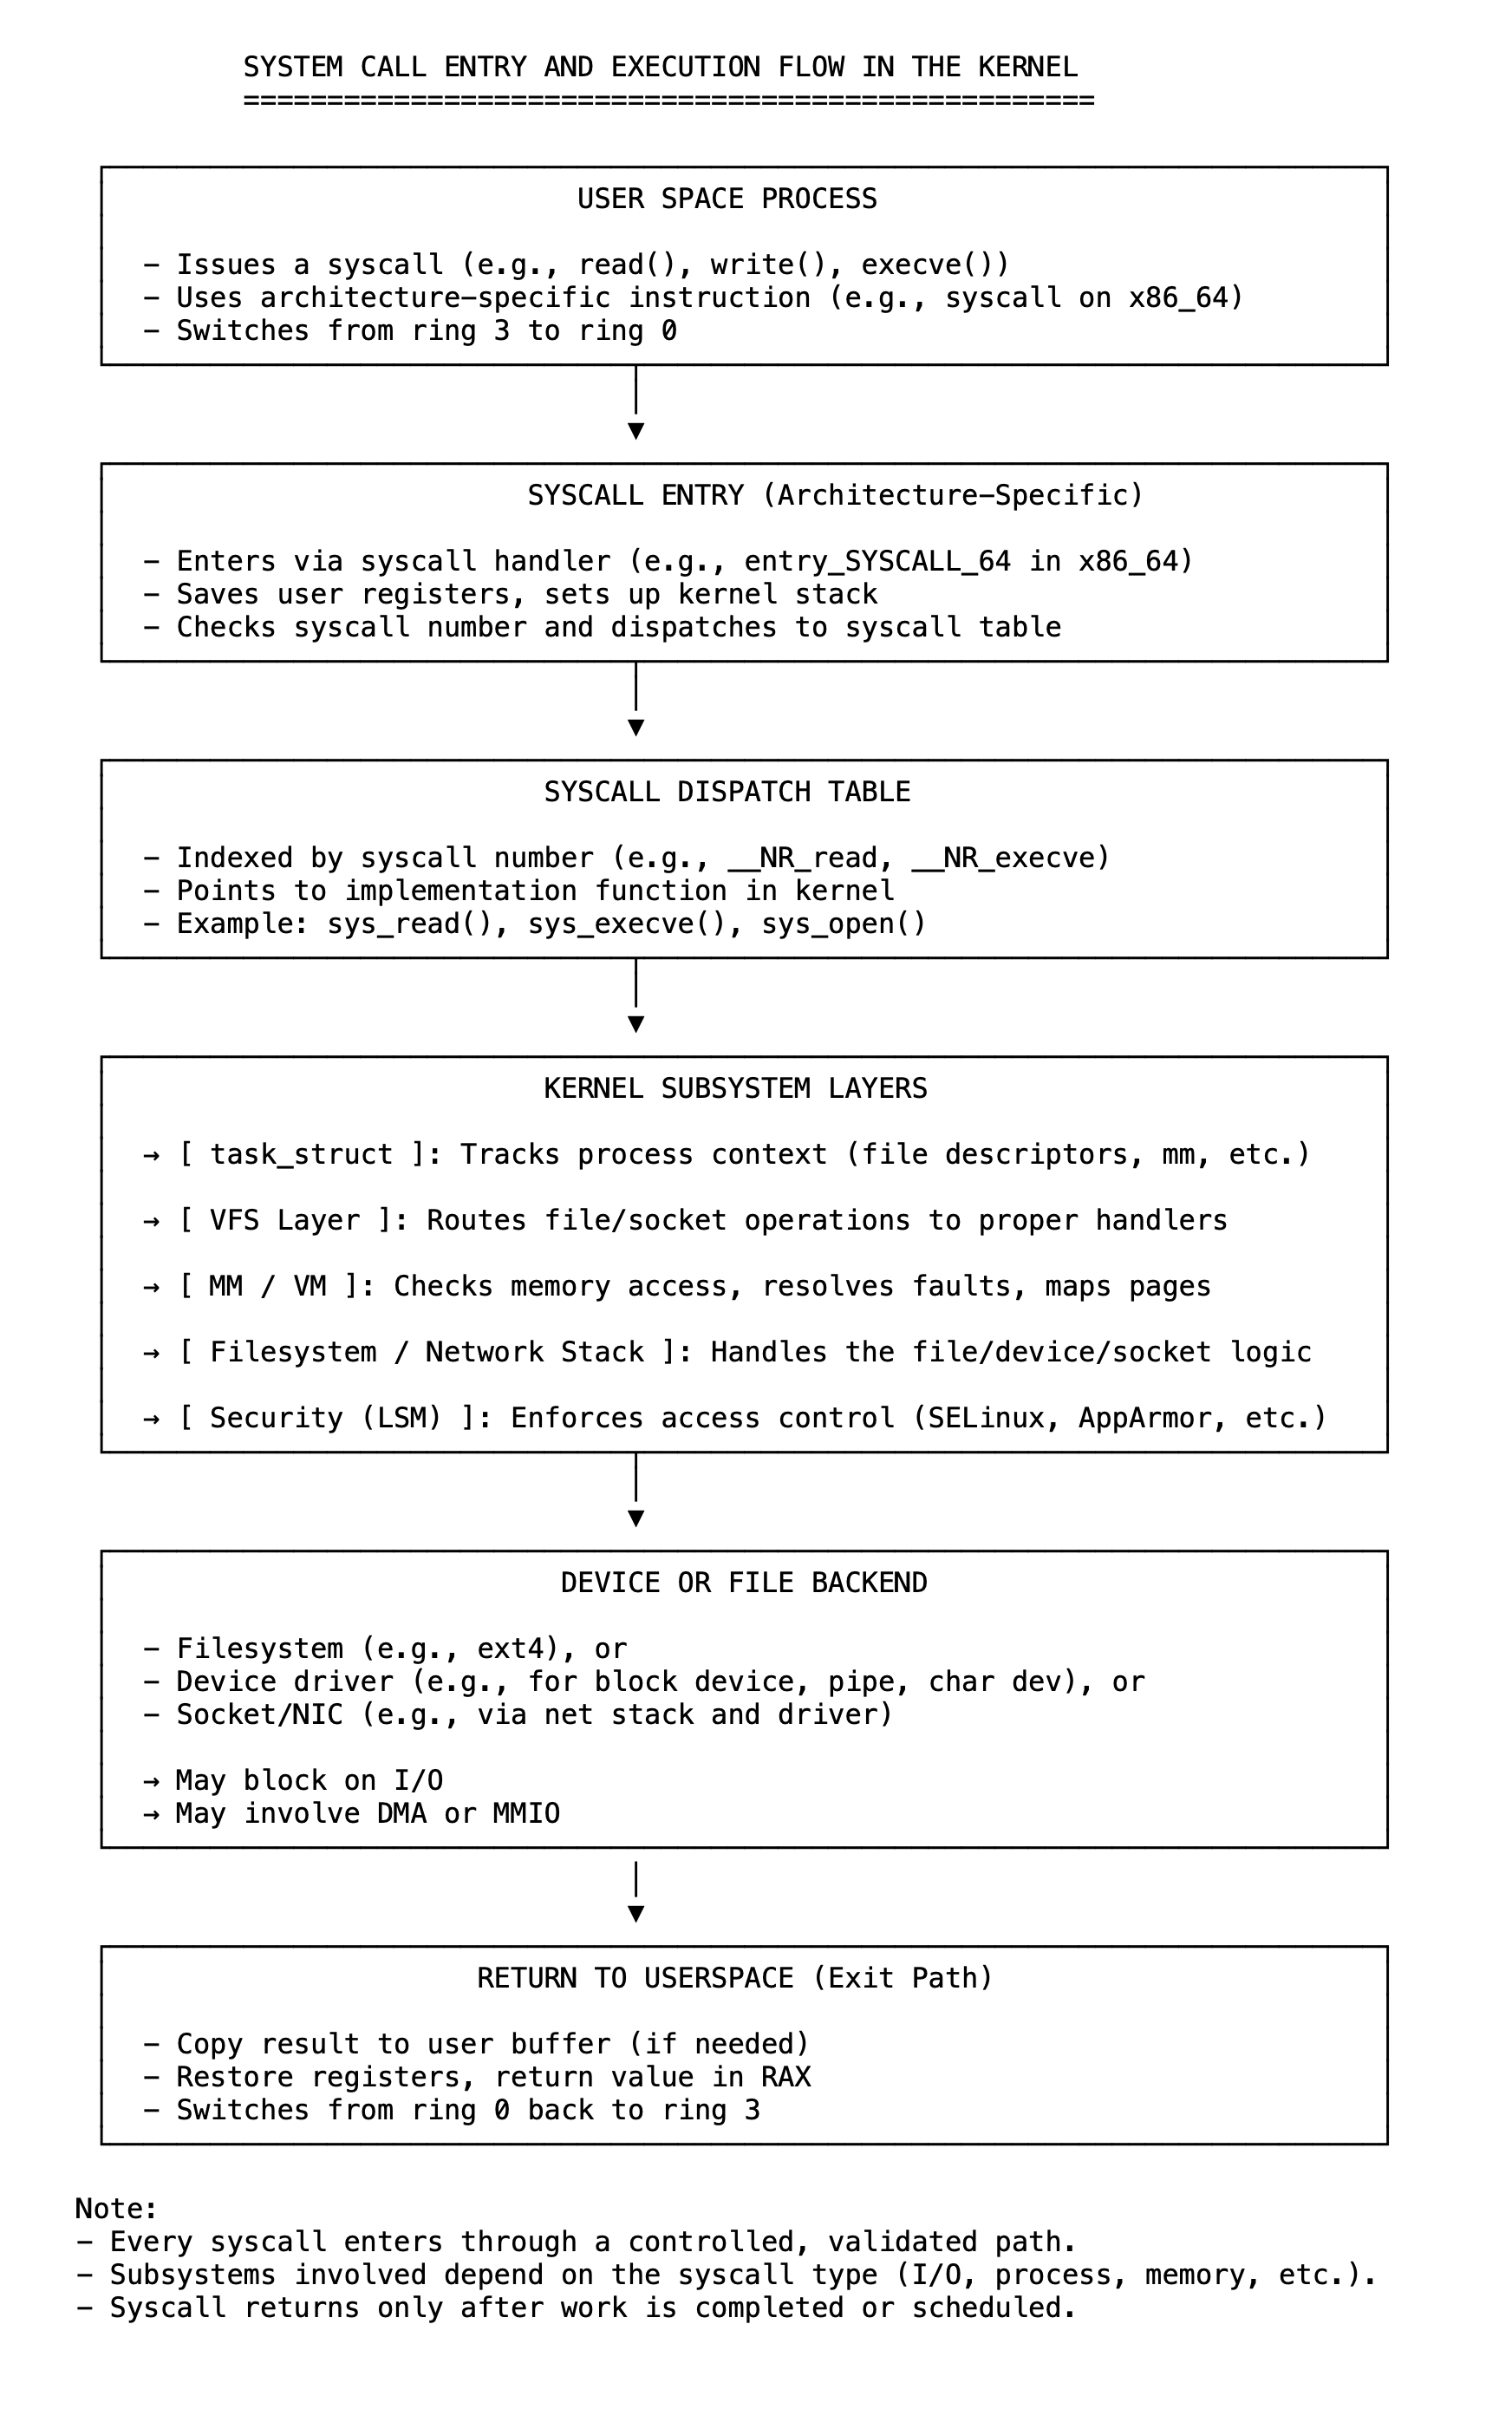 SYSTEM CALL ENTRY AND EXECUTION FLOW IN THE KERNEL
===================================================
USER SPACE PROCESS
– Issues a syscall (e.g., read(), write(), execve())
– Uses architecture–specific instruction (e.g., syscall on x86_64)
– Switches from ring 3 to ring 0
▼
SYSCALL ENTRY (Architecture–Specific)
– Enters via syscall handler (e.g., entry_SYSCALL_64 in x86_64)
– Saves user registers, sets up kernel stack
– Checks syscall number and dispatches to syscall table
▼
SYSCALL DISPATCH TABLE
– Indexed by syscall number (e.g., __NR_read, __NR_execve)
– Points to implementation function in kernel
– Example: sys_read(), sys_execve(), sys_open()
▼
KERNEL SUBSYSTEM LAYERS
→ [ task_struct ]: Tracks process context (file descriptors, mm, etc.)
→ [ VFS Layer ]: Routes file/socket operations to proper handlers
→ [ MM / VM ]: Checks memory access, resolves faults, maps pages
→ [ Filesystem / Network Stack ]: Handles the file/device/socket logic
→ [ Security (LSM) ]: Enforces access control (SELinux, AppArmor, etc.)
▼
DEVICE OR FILE BACKEND
– Filesystem (e.g., ext4), or
– Device driver (e.g., for block device, pipe, char dev), or
– Socket/NIC (e.g., via net stack and driver)
→ May block on I/O
→ May involve DMA or MMIO
▼
RETURN TO USERSPACE (Exit Path)
– Copy result to user buffer (if needed)
– Restore registers, return value in RAX
– Switches from ring 0 back to ring 3
Note:
– Every syscall enters through a controlled, validated path.
– Subsystems involved depend on the syscall type (I/O, process, memory, etc.).
– Syscall returns only after work is completed or scheduled.